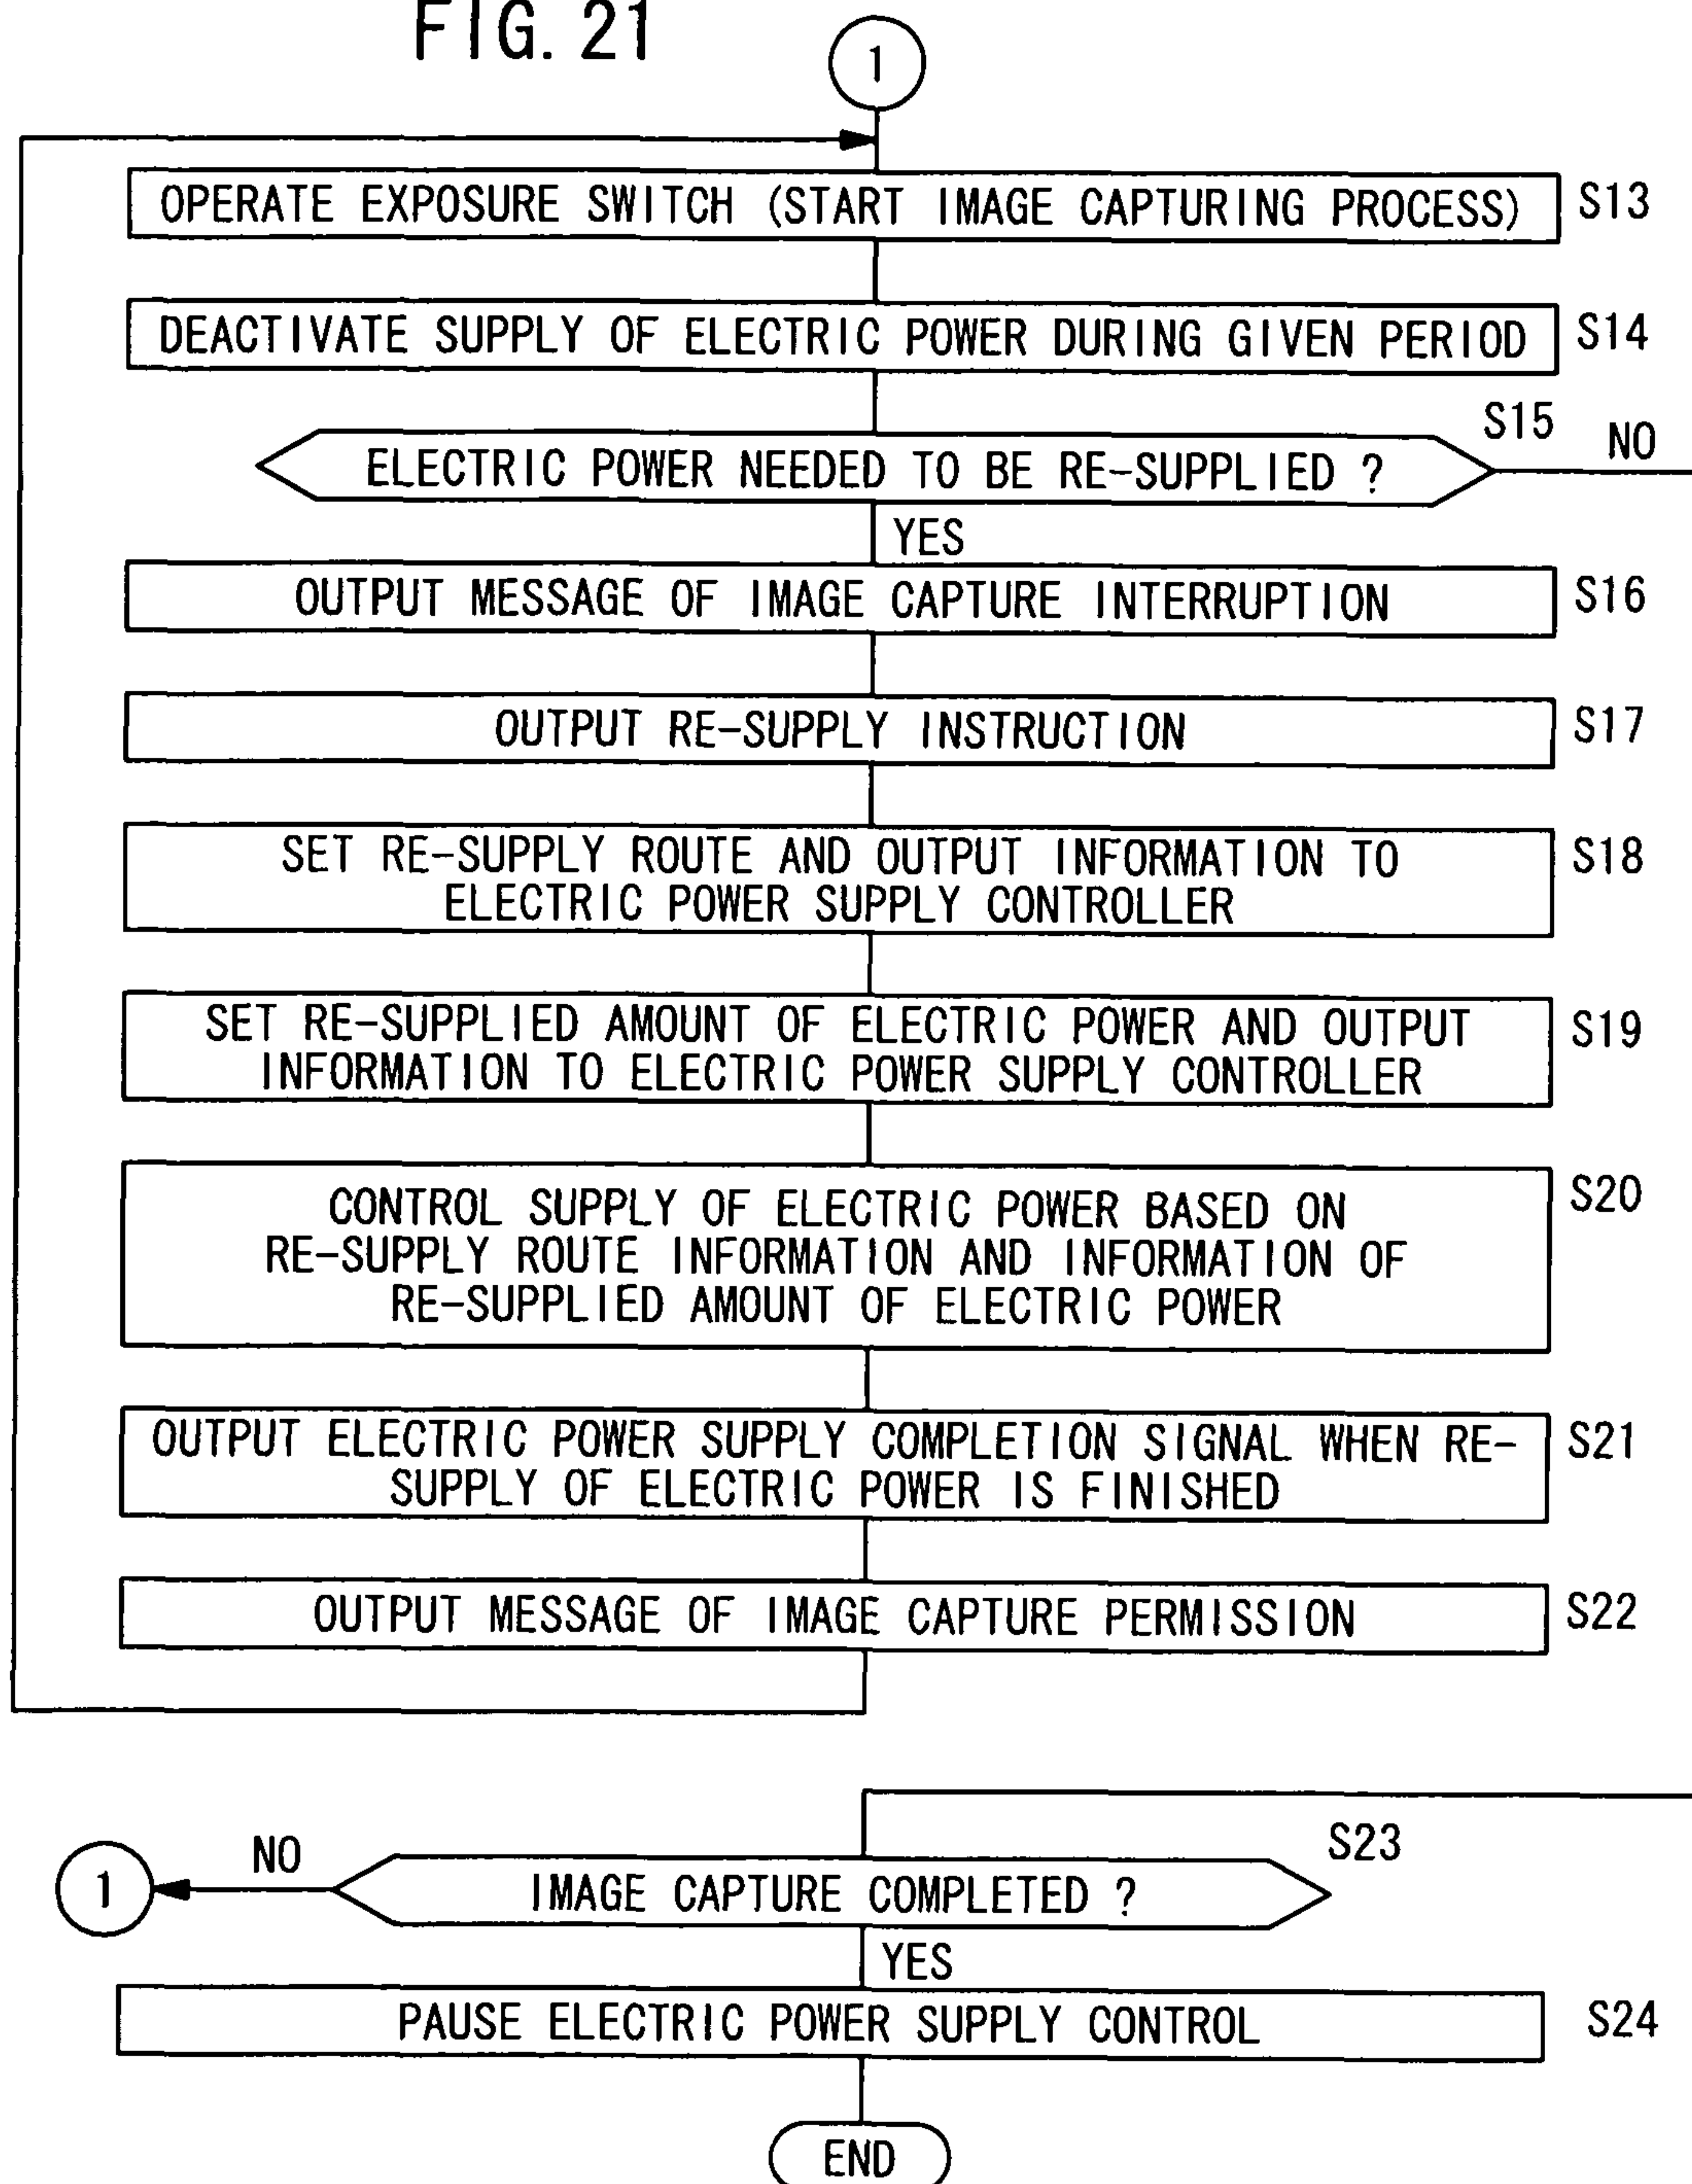 FIG. 21
1
OPERATE EXPOSURE SWITCH (START IMAGE CAPTURING PROCESS)
S13
DEACTIVATE SUPPLY OF ELECTRIC POWER DURING GIVEN PERIOD
S14
S15
NO
ELECTRIC POWER NEEDED TO BE RE-SUPPLIED ?
YES
OUTPUT MESSAGE OF IMAGE CAPTURE INTERRUPTION
S16
OUTPUT RE-SUPPLY INSTRUCTION
S17
SET RE-SUPPLY ROUTE AND OUTPUT INFORMATION TO
ELECTRIC POWER SUPPLY CONTROLLER
S18
SET RE-SUPPLIED AMOUNT OF ELECTRIC POWER AND OUTPUT
INFORMATION TO ELECTRIC POWER SUPPLY CONTROLLER
S19
CONTROL SUPPLY OF ELECTRIC POWER BASED ON
RE-SUPPLY ROUTE INFORMATION AND INFORMATION OF
RE-SUPPLIED AMOUNT OF ELECTRIC POWER
S20
OUTPUT ELECTRIC POWER SUPPLY COMPLETION SIGNAL WHEN RE-
SUPPLY OF ELECTRIC POWER IS FINISHED
S21
OUTPUT MESSAGE OF IMAGE CAPTURE PERMISSION
S22
S23
1
NO
IMAGE CAPTURE COMPLETED ?
YES
PAUSE ELECTRIC POWER SUPPLY CONTROL
S24
END